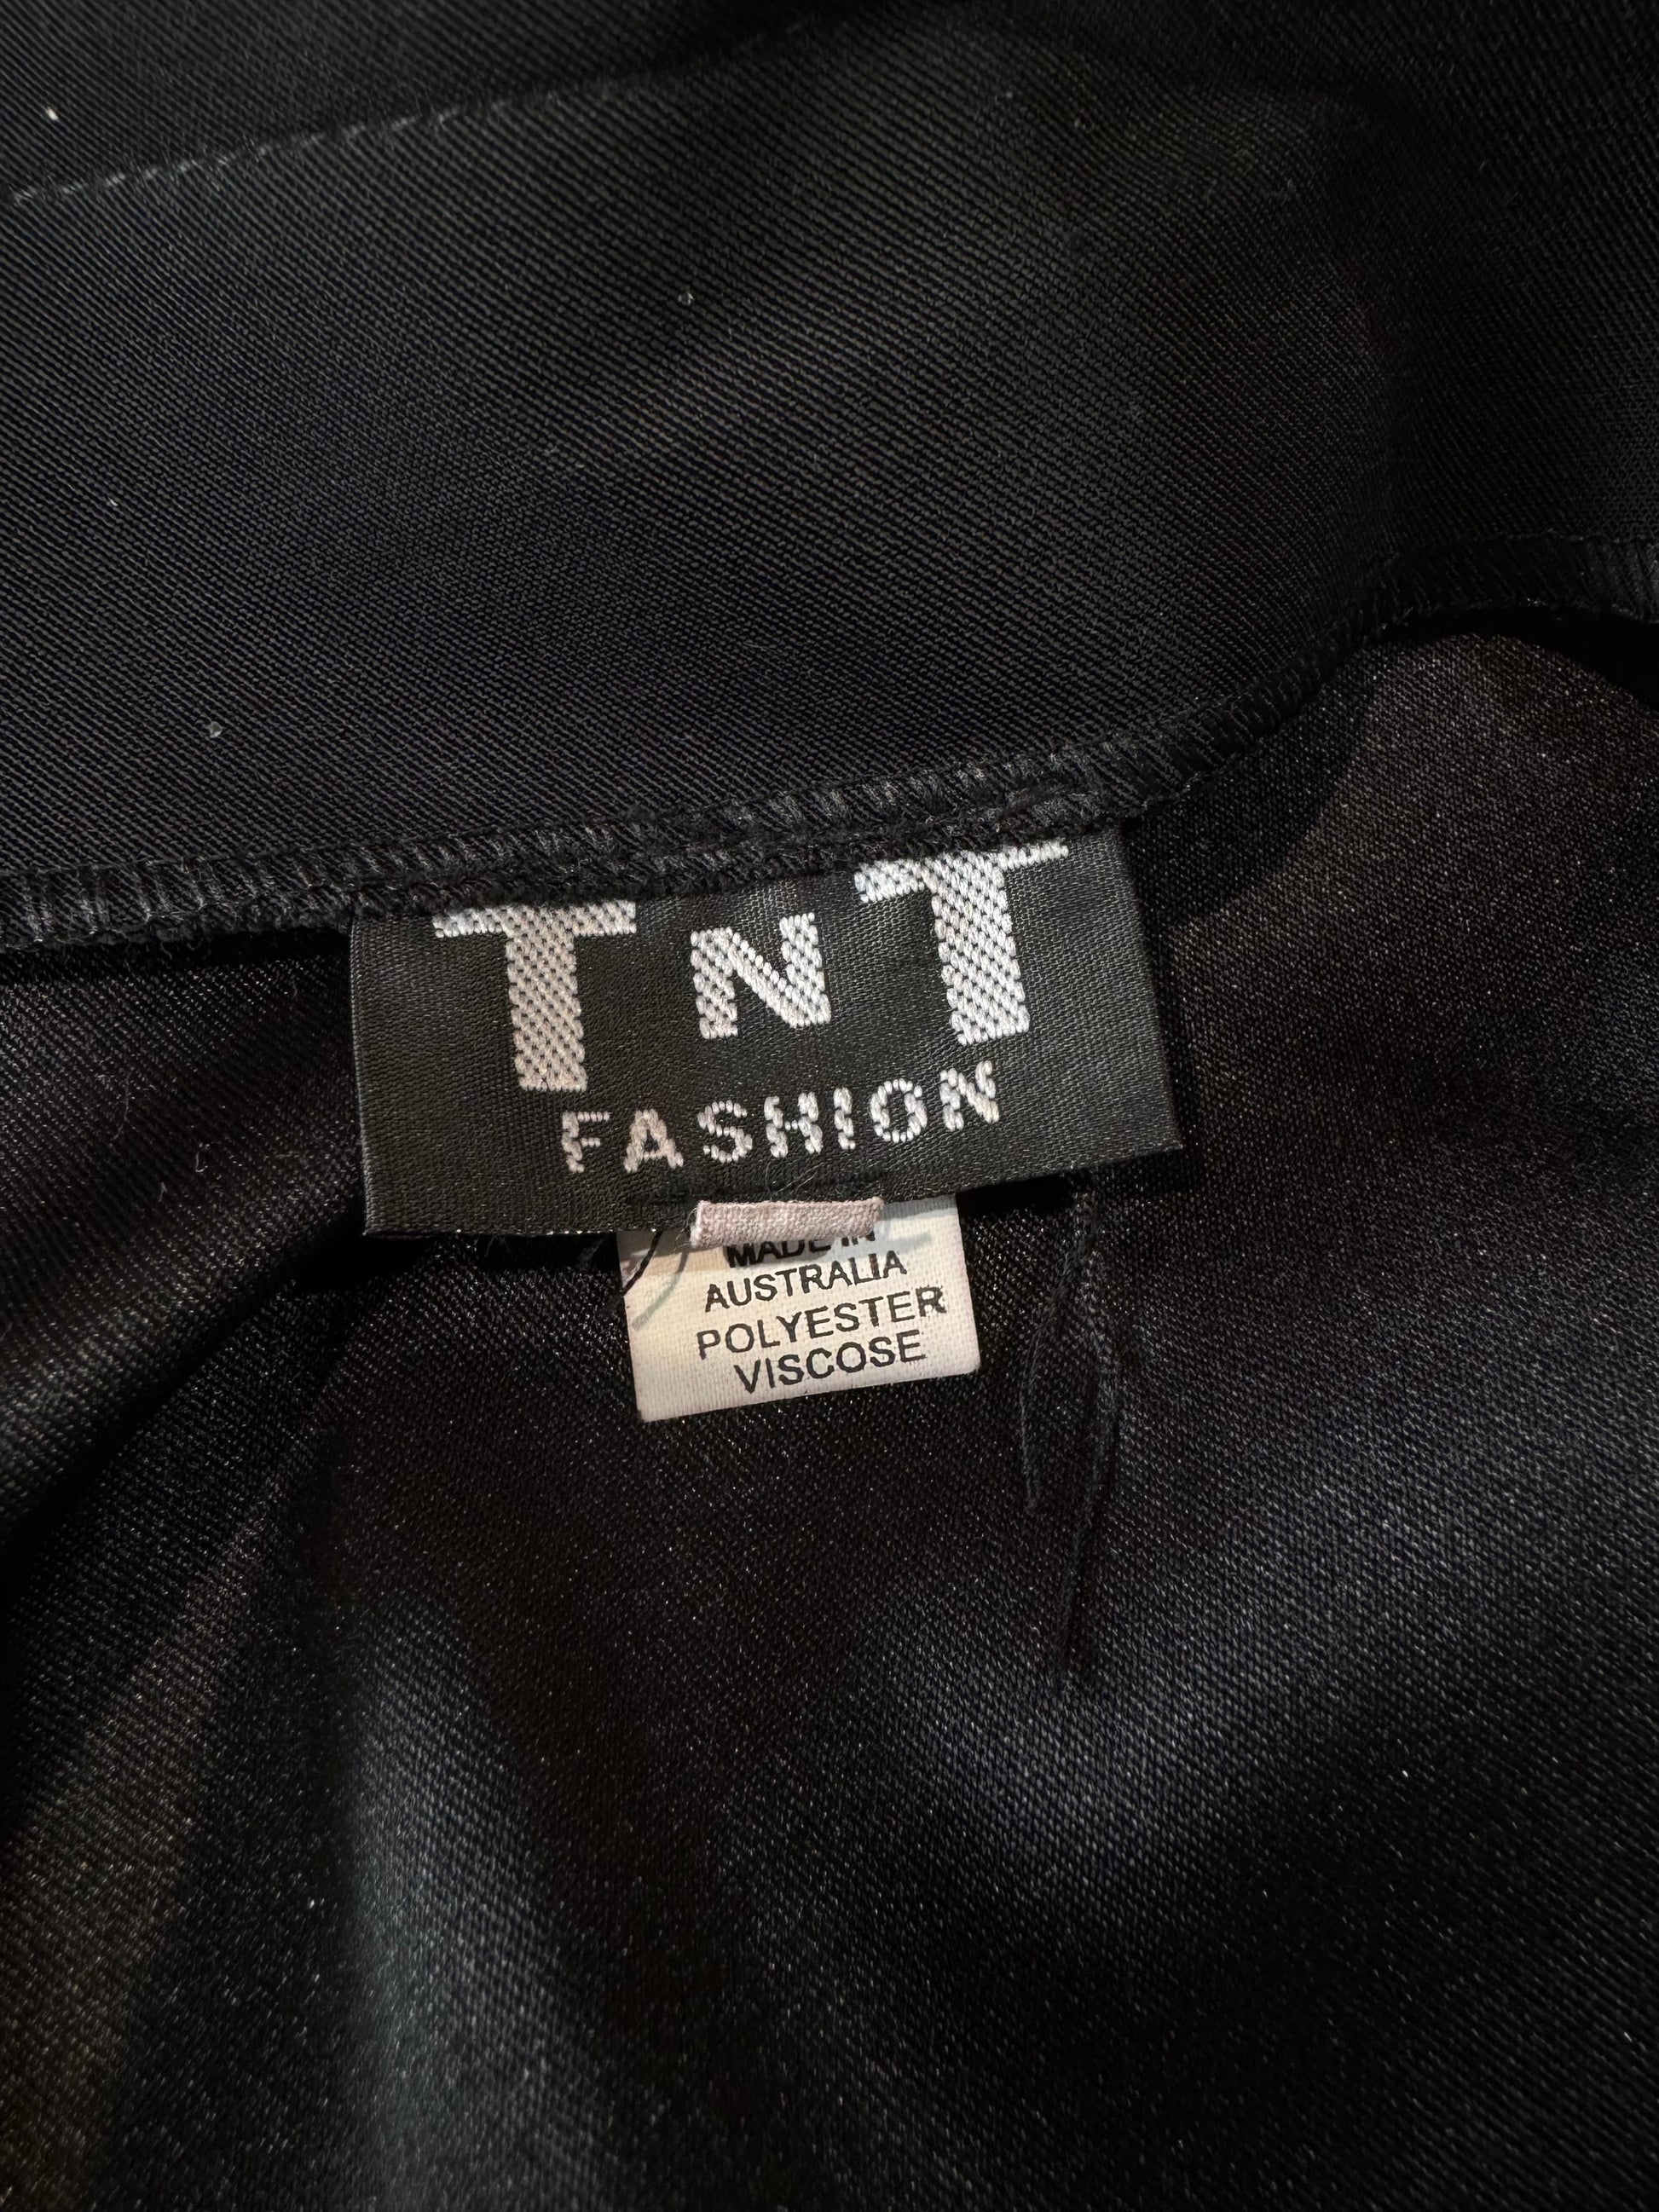 TNT
FASHION
MADE IN
AUSTRALIA
POLYESTER
VISCOSE